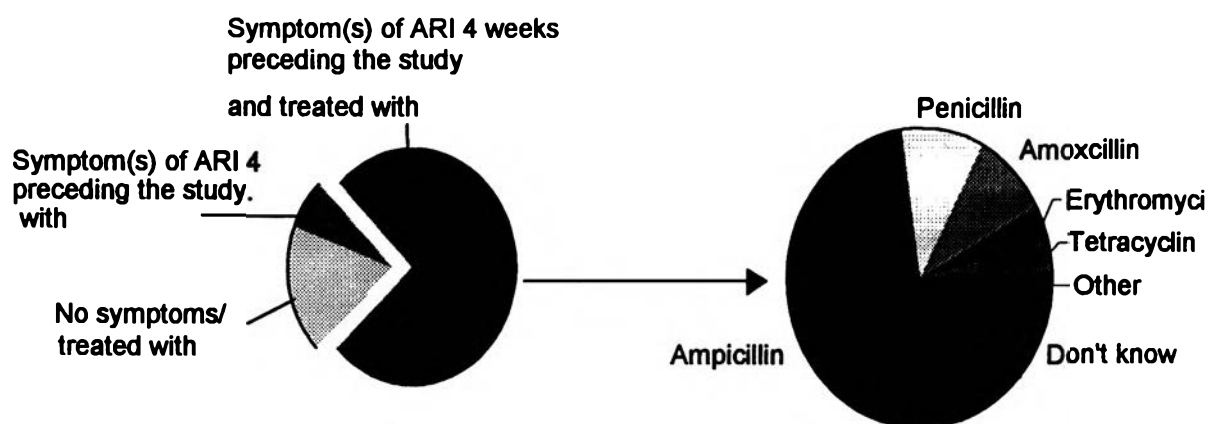 Symptom(s) of ARI 4 weeks
preceding the study
and treated with
Symptom(s) of ARI 4
preceding the study.
with
No symptoms/
treated with
Penicillin
Amoxcillin
Erythromyci
Tetracyclin
Other
Don't know
Ampicillin